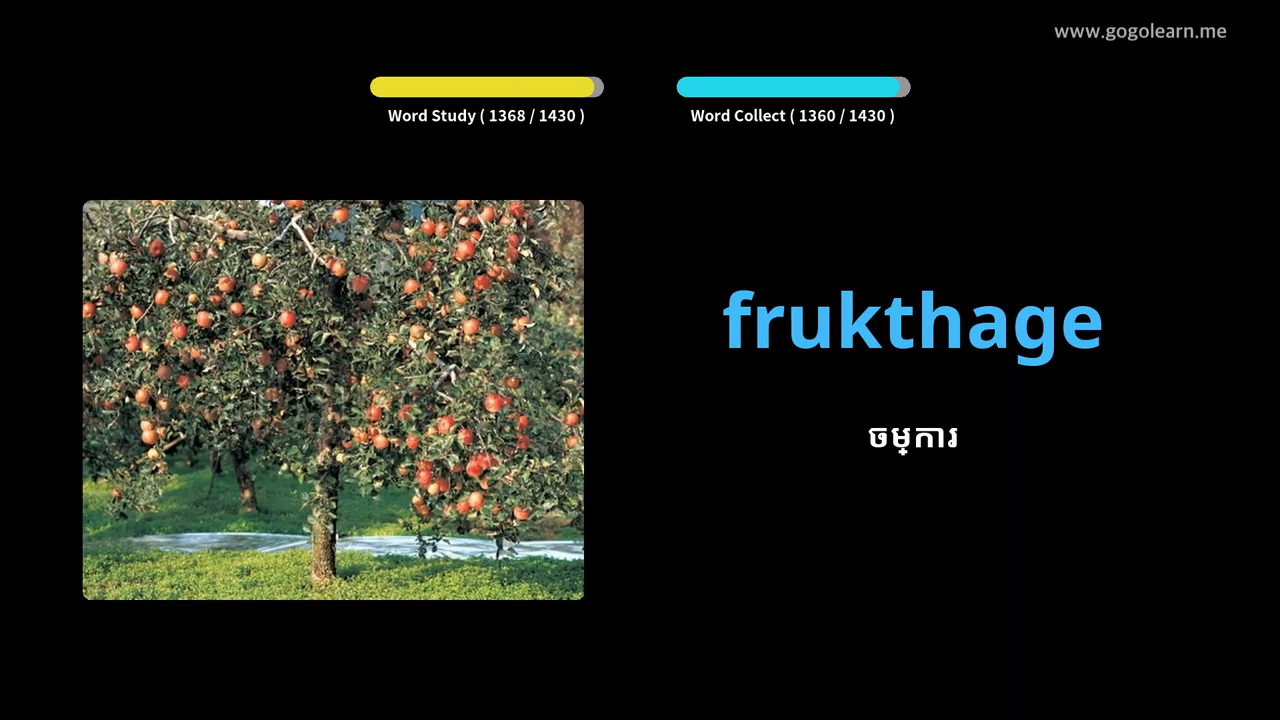 www.gogolearn.me
Word Study ( 1368 / 1430 )
Word Collect ( 1360 / 1430 )
frukthage
ចម្ការ